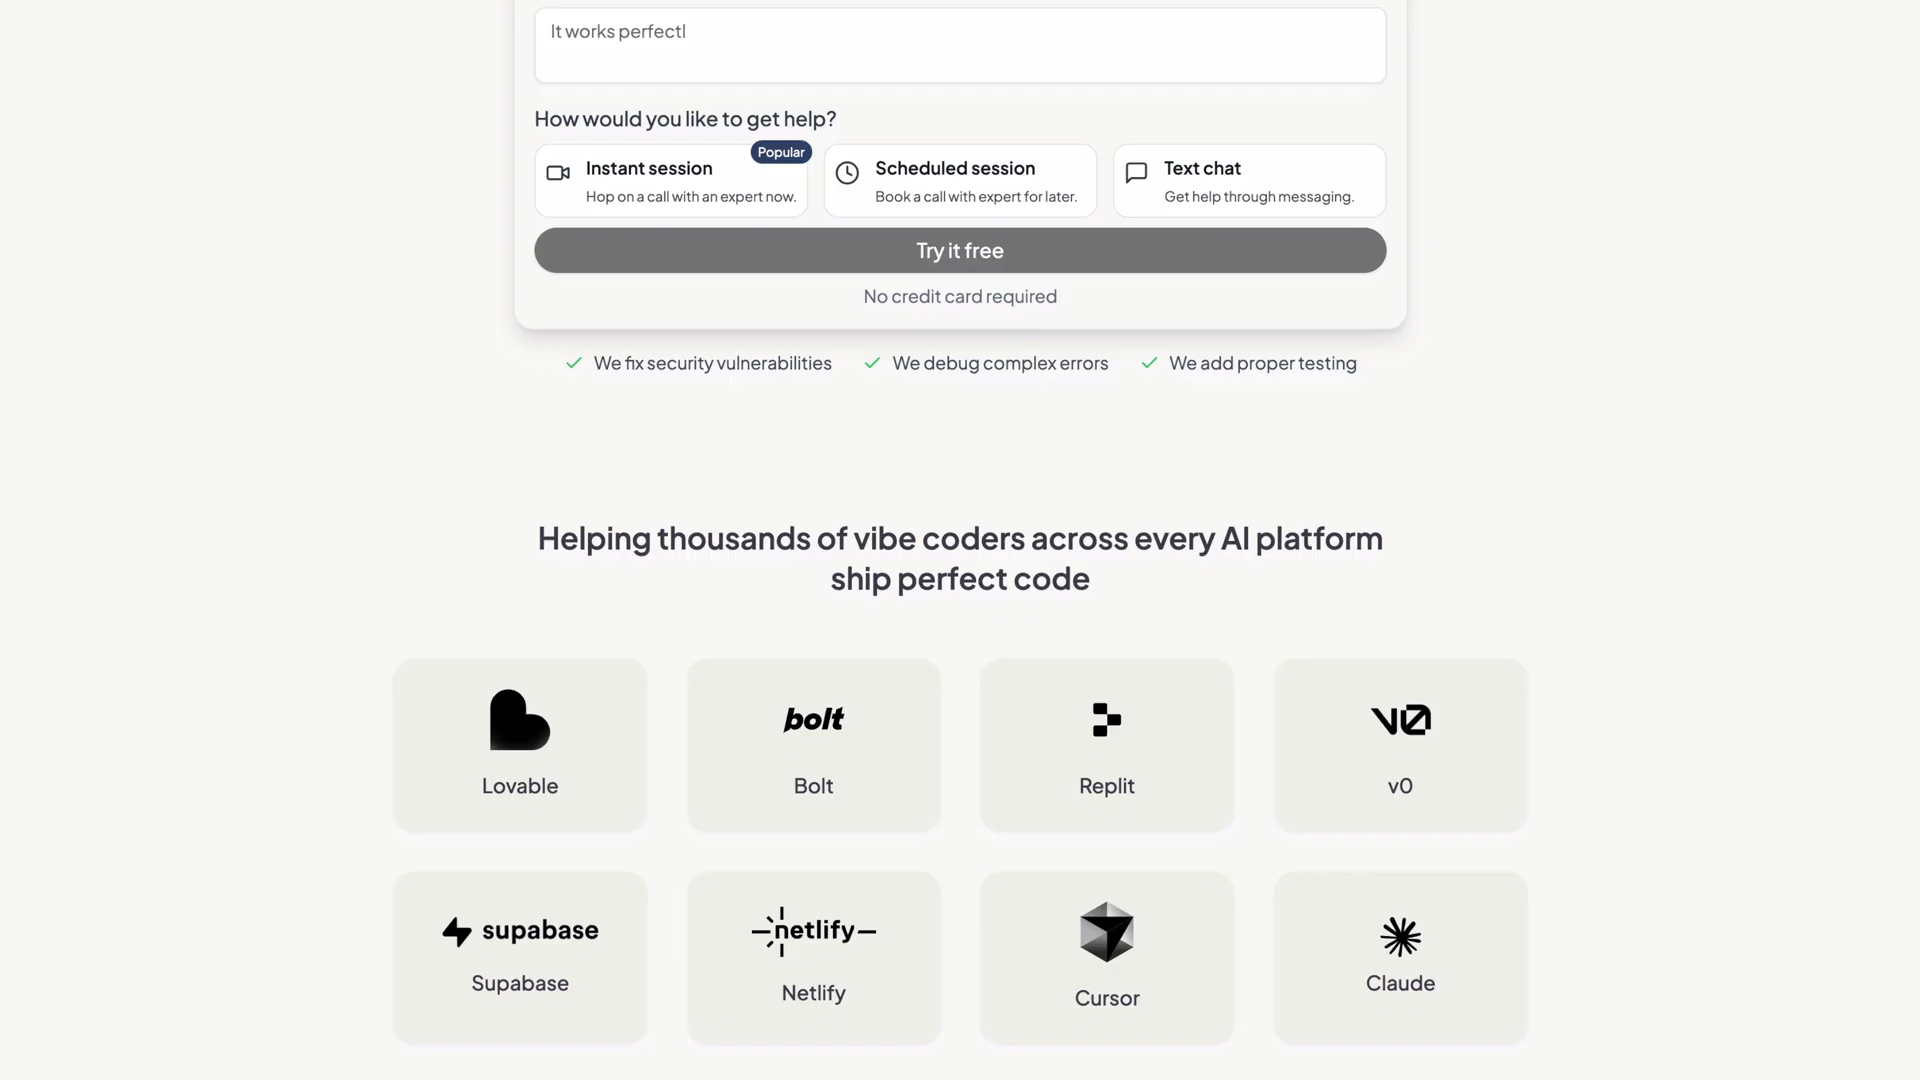 It works perfectl
How would you like to get help?
Popular
Instant session
Hop on a call with an expert now.
Scheduled session
Book a call with expert for later.
Text chat
Get help through messaging.
Try it free
No credit card required
We fix security vulnerabilities
We debug complex errors
We add proper testing
Helping thousands of vibe coders across every AI platform
ship perfect code
Lovable
bolt
Bolt
Replit
v0
v0
supabase
Supabase
netlify
Netlify
Cursor
Claude